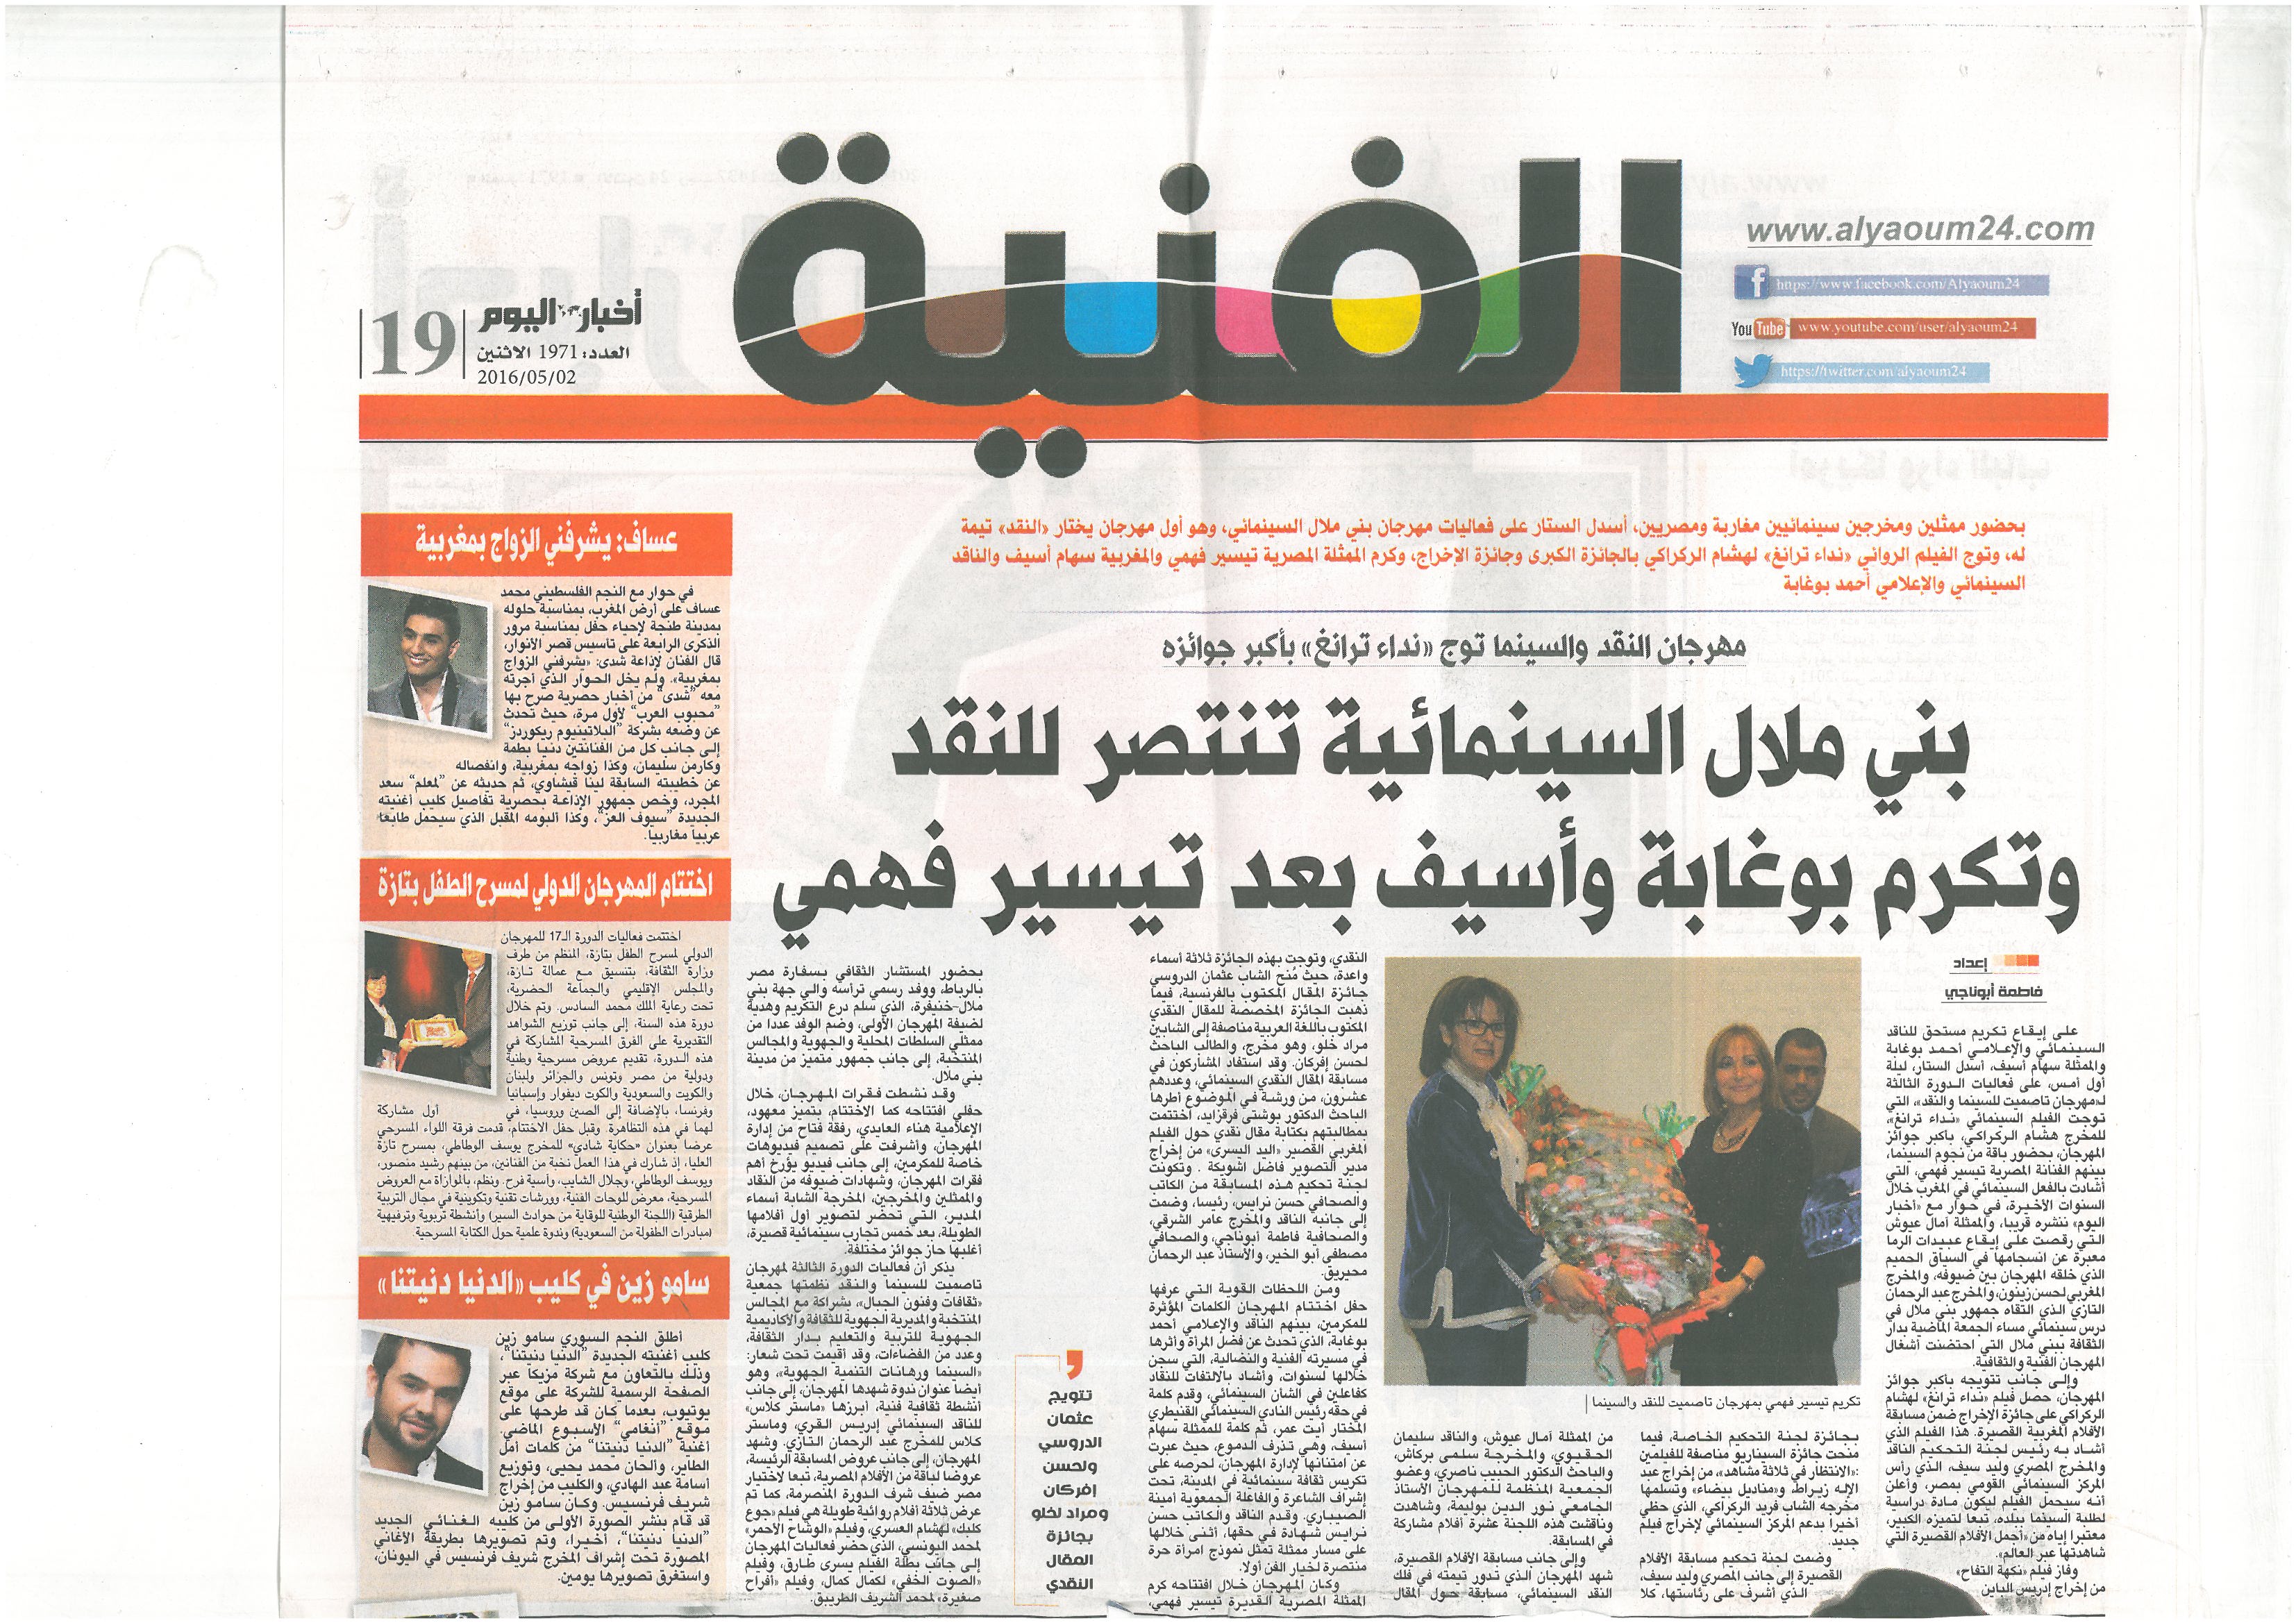 الفنية
www.alyaoum24.com
https://www.facebook.com/Alyaoum24
You Tube www.youtube.com/user/alyaoum24
https://twitter.com/alyaoum24
أخبار اليوم
العدد: 1971 الاثنين
2016/05/02
19
بحضور ممثلين ومخرجين سينمائيين مغاربة ومصريين، أسدل الستار على فعاليات مهرجان بني ملال السينمائي، وهو أول مهرجان يختار «النقد» تيمة
له، وتوج الفيلم الروائي «نداء ترانغ» لهشام الركراكي بالجائزة الكبرى وجائزة الإخراج، وكرم الممثلة المصرية تيسير فهمي والمغربية سهام أسيف والناقد
السينمائي والإعلامي أحمد بوغابة
مهرجان النقد والسينما توج «نداء ترانغ» بأكبر جوائزه
بني ملال السينمائية تنتصر للنقد
وتكرم بوغابة وأسيف بعد تيسير فهمي
إعداد
فاطمة أبوناجي
على إيقاع تكريم مستحق للناقد
السينمائي والإعلامي أحمد بوغابة
والممثلة سهام أسيف، أسدل الستار، ليلة
أول أمس، على فعاليات الدورة الثالثة
لـ«مهرجان تاصميت للسينما والنقد»، التي
توجت الفيلم السينمائي «نداء ترانغ»،
للمخرج هشام الركراكي، بأكبر جوائز
المهرجان، بحضور باقة من نجوم السينما،
بينهم الفنانة المصرية تيسير فهمي، التي
أشادت بالفعل السينمائي في المغرب خلال
السنوات الأخيرة، في حوار مع «أخبار
اليوم» ننشره قريبا، والممثلة أمال عيوش
التي رقصت على إيقاع عبيدات الرما
معبرة عن انسجامها في السياق الحميم
الذي خلقه المهرجان بين ضيوفه، والمخرج
المغربي لحسن زينون، والمخرج عبد الرحمان
التازي الذي التقاه جمهور بني ملال في
درس سينمائي مساء الجمعة الماضية بدار
الثقافة ببني ملال التي احتضنت أشغال
المهرجان الفنية والثقافية.
وإلى جانب تتويجه بأكبر جوائز
المهرجان، حصل فيلم «نداء ترانغ» لهشام
الركراكي على جائزة الإخراج ضمن مسابقة
الأفلام المغربية القصيرة. هذا الفيلم الذي
أشاد به رئيس لجنة التحكيم الناقد
والمخرج المصري وليد سيف، الذي رأس
المركز السينمائي القومي بمصر، وأعلن
أنه سيحمل الفيلم ليكون مادة دراسية
لطلبة السينما ببلده، تبعا لتميزه الكبير،
معتبرا إياه من «أجمل الأفلام القصيرة التي
شاهدتها عبر العالم».
وفاز فيلم «نكهة التفاح»
من إخراج إدريس الباين
تكريم تيسير فهمي بمهرجان تاصميت للنقد والسينما
بجائزة لجنة التحكيم الخاصة، فيما
منحت جائزة السيناريو مناصفة للفيلمين
:«الانتظار في ثلاثة مشاهد»، من إخراج عبد
الإله زيراط، و«مناديل بيضاء» وتسلمها
مخرجه الشاب فريد الركراكي، الذي حظي
أخيرا بدعم المركز السينمائي لإخراج فيلم
جديد.
وضمت لجنة تحكيم مسابقة الأفلام
القصيرة إلى جانب المصري وليد سيف،
الذي أشرف على رئاستها، كلا
من الممثلة أمال عيوش، والناقد سليمان
الحقيوي، والمخرجة سلمى بركاش،
والباحث الدكتور الحبيب ناصري، وعضو
الجمعية المنظمة للمهرجان الأستاذ
الجامعي نور الدين بوليمة، وشاهدت
وناقشت هذه اللجنة عشرة أفلام مشاركة
في المسابقة.
وإلى جانب مسابقة الأفلام القصيرة،
شهد المهرجان الذي تدور تيمته في فلك
النقد السينمائي، مسابقة حول المقال
النقدي، وتوجت بهذه الجائزة ثلاثة أسماء
واعدة، حيث مُنح الشاب عثمان الدروسي
جائزة المقال المكتوب بالفرنسية، فيما
ذهبت الجائزة المخصصة للمقال النقدي
المكتوب باللغة العربية مناصفة إلى الشابين
مراد خلو، وهو مخرج، والطالب الباحث
لحسن إفركان. وقد استفاد المشاركون في
مسابقة المقال النقدي السينمائي، وعددهم
عشرون، من ورشة في الموضوع أطرها
الباحث الدكتور بوشتى فرقزايد، اختتمت
بمطالبتهم بكتابة مقال نقدي حول الفيلم
المغربي القصير «اليد اليسرى» من إخراج
مدير التصوير فاضل اشويكة . وتكونت
لجنة تحكيم هذه المسابقة من الكاتب
والصحافي حسن نرايس، رئيسا، وضمت
إلى جانبه الناقد والمخرج عامر الشرقي،
والصحافية فاطمة أبوناجي، والصحافي
مصطفى أبو الخير، والأستاذ عبد الرحمان
محيريق.
ومن اللحظات القوية التي عرفها
حفل اختتام المهرجان الكلمات المؤثرة
للمكرمين، بينهم الناقد والإعلامي أحمد
بوغابة، الذي تحدث عن فضل المرأة وأثرها
في مسيرته الفنية والنضالية، التي سجن
خلالها لسنوات، وأشاد بالالتفات للنقاد
كفاعلين في الشأن السينمائي، وقدم كلمة
في حقه رئيس النادي السينمائي القنيطري
المختار أيت عمر، ثم كلمة للممثلة سهام
أسيف، وهي تذرف الدموع، حيث عبرت
عن امتنانها لإدارة المهرجان، لحرصه على
تكريس ثقافة سينمائية في المدينة، تحت
إشراف الشاعرة والفاعلة الجمعوية أمينة
الصيباري. وقدم الناقد والكاتب حسن
نرايس شهادة في حقها، أثنى خلالها
على مسار ممثلة تمثل نموذج امرأة حرة
منتصرة لخيار الفن أولا.
وكان المهرجان خلال افتتاحه كرم
الممثلة المصرية القديرة تيسير فهمي،
تتويج
عثمان
الدروسي
ولحسن
إفركان
ومراد لخلو
بجائزة
المقال
النقدي
بحضور المستشار الثقافي بسفارة مصر
بالرباط، ووفد رسمي ترأسه والي جهة بني
ملال-خنيفرة، الذي سلم درع التكريم وهدية
لضيفة المهرجان الأولى، وضم الوفد عددا من
ممثلي السلطات المحلية والجهوية والمجالس
المنتخبة، إلى جانب جمهور متميز من مدينة
بني ملال.
وقد نشطت فقرات المهرجان، خلال
حفلي افتتاحه كما الاختتام، بتميز معهود،
الإعلامية هناء العايدي، رفقة فتاح من إدارة
المهرجان، وأشرفت على تصميم فيديوهات
خاصة للمكرمين، إلى جانب فيديو يؤرخ أهم
فقرات المهرجان، وشهادات ضيوفه من النقاد
والممثلين والمخرجين، المخرجة الشابة أسماء
المدير، التي تحضر لتصوير أول أفلامها
الطويلة، بعد خمس تجارب سينمائية قصيرة،
أغلبها حاز جوائز مختلفة.
يذكر أن فعاليات الدورة الثالثة لمهرجان
تاصميت للسينما والنقد نظمتها جمعية
«ثقافات وفنون الجبال»، بشراكة مع المجالس
المنتخبة والمديرية الجهوية للثقافة والأكاديمية
الجهوية للتربية والتعليم بدار الثقافة،
وعدد من الفضاءات، وقد أقيمت تحت شعار:
«السينما ورهانات التنمية الجهوية»، وهو
أيضا عنوان ندوة شهدها المهرجان، إلى جانب
أنشطة ثقافية فنية، أبرزها «ماستر كلاس»
للناقد السينمائي إدريس القري، وماستر
كلاس للمخرج عبد الرحمان التازي. وشهد
المهرجان، إلى جانب عروض المسابقة الرئيسة،
عروضا لباقة من الأفلام المصرية، تبعا لاختيار
مصر ضيف شرف الدورة المنصرمة، كما تم
عرض ثلاثة أفلام روائية طويلة هي فيلم «جوع
كلبك» لهشام العسري، وفيلم «الوشاح الأحمر»
لمحمد اليونسي، الذي حضر فعاليات المهرجان
إلى جانب بطلة الفيلم يسرى طارق، وفيلم
«الصوت الخفي» لكمال كمال، وفيلم «أفراح
صغيرة» لمحمد الشريف الطريبق.
عساف: يشرفني الزواج بمغربية
في حوار مع النجم الفلسطيني محمد
عساف على أرض المغرب، بمناسبة حلوله
بمدينة طنجة لإحياء حفل بمناسبة مرور
الذكرى الرابعة على تأسيس قصر الأنوار،
قال الفنان لإذاعة شدى: «يشرفني الزواج
بمغربية». ولم يخل الحوار الذي أجرته
معه "شدى" من أخبار حصرية صرح بها
"محبوب العرب" لأول مرة، حيث تحدث
عن وضعه بشركة "البلاتينيوم ريكوردز"
إلى جانب كل من الفنانتين دنيا بطمة
وكارمن سليمان، وكذا زواجه بمغربية، وانفصاله
عن خطيبته السابقة لينا قيشاوي، ثم حديثه عن "لمعلم" سعد
المجرد، وخص جمهور الإذاعة بحصرية تفاصيل كليب أغنيته
الجديدة "سيوف العز"، وكذا ألبومه المقبل الذي سيحمل طابعا
عربيا مغاربيا.
اختتام المهرجان الدولي لمسرح الطفل بتازة
اختتمت فعاليات الدورة الـ17 للمهرجان
الدولي لمسرح الطفل بتازة، المنظم من طرف
وزارة الثقافة، بتنسيق مع عمالة تازة،
والمجلس الإقليمي والجماعة الحضرية،
تحت رعاية الملك محمد السادس. وتم خلال
دورة هذه السنة، إلى جانب توزيع الشواهد
التقديرية على الفرق المسرحية المشاركة في
هذه الدورة، تقديم عروض مسرحية وطنية
ودولية من مصر وتونس والجزائر ولبنان
والكويت والسعودية والكوت ديفوار وإسبانيا
وفرنسا، بالإضافة إلى الصين وروسيا، في أول مشاركة
لهما في هذه التظاهرة. وقبل حفل الاختتام، قدمت فرقة اللواء المسرحي
عرضا بعنوان «حكاية شادي» للمخرج يوسف الوطاطي، بمسرح تازة
العليا، إذ شارك في هذا العمل نخبة من الفنانين، من بينهم رشيد منصور،
ويوسف الوطاطي، وجلال الشايب، وآسية فرح. ونظم، بالموازاة مع العروض
المسرحية، معرض للوحات الفنية، وورشات تقنية وتكوينية في مجال التربية
الطرقية (اللجنة الوطنية للوقاية من حوادث السير) وأنشطة تربوية وترفيهية
(مبادرات الطفولة من السعودية) وندوة علمية حول الكتابة المسرحية.
سامو زين في كليب «الدنيا دنيتنا»
أطلق النجم السوري سامو زين
كليب أغنيته الجديدة "الدنيا دنيتنا"،
وذلك بالتعاون مع شركة مزيكا عبر
الصفحة الرسمية للشركة على موقع
يوتيوب، بعدما كان قد طرحها على
موقع "أنغامي" الأسبوع الماضي.
أغنية "الدنيا دنيتنا" من كلمات أمل
الطاير، وألحان محمد يحيى، وتوزيع
أسامة عبد الهادي، والكليب من إخراج
شريف فرنسيس. وكان سامو زين
قد قام بنشر الصورة الأولى من كليبه الغنائي الجديد
"الدنيا دنيتنا"، أخيرا، وتم تصويرها بطريقة الأغاني
المصورة تحت إشراف المخرج شريف فرنسيس في اليونان،
واستغرق تصويرها يومين.